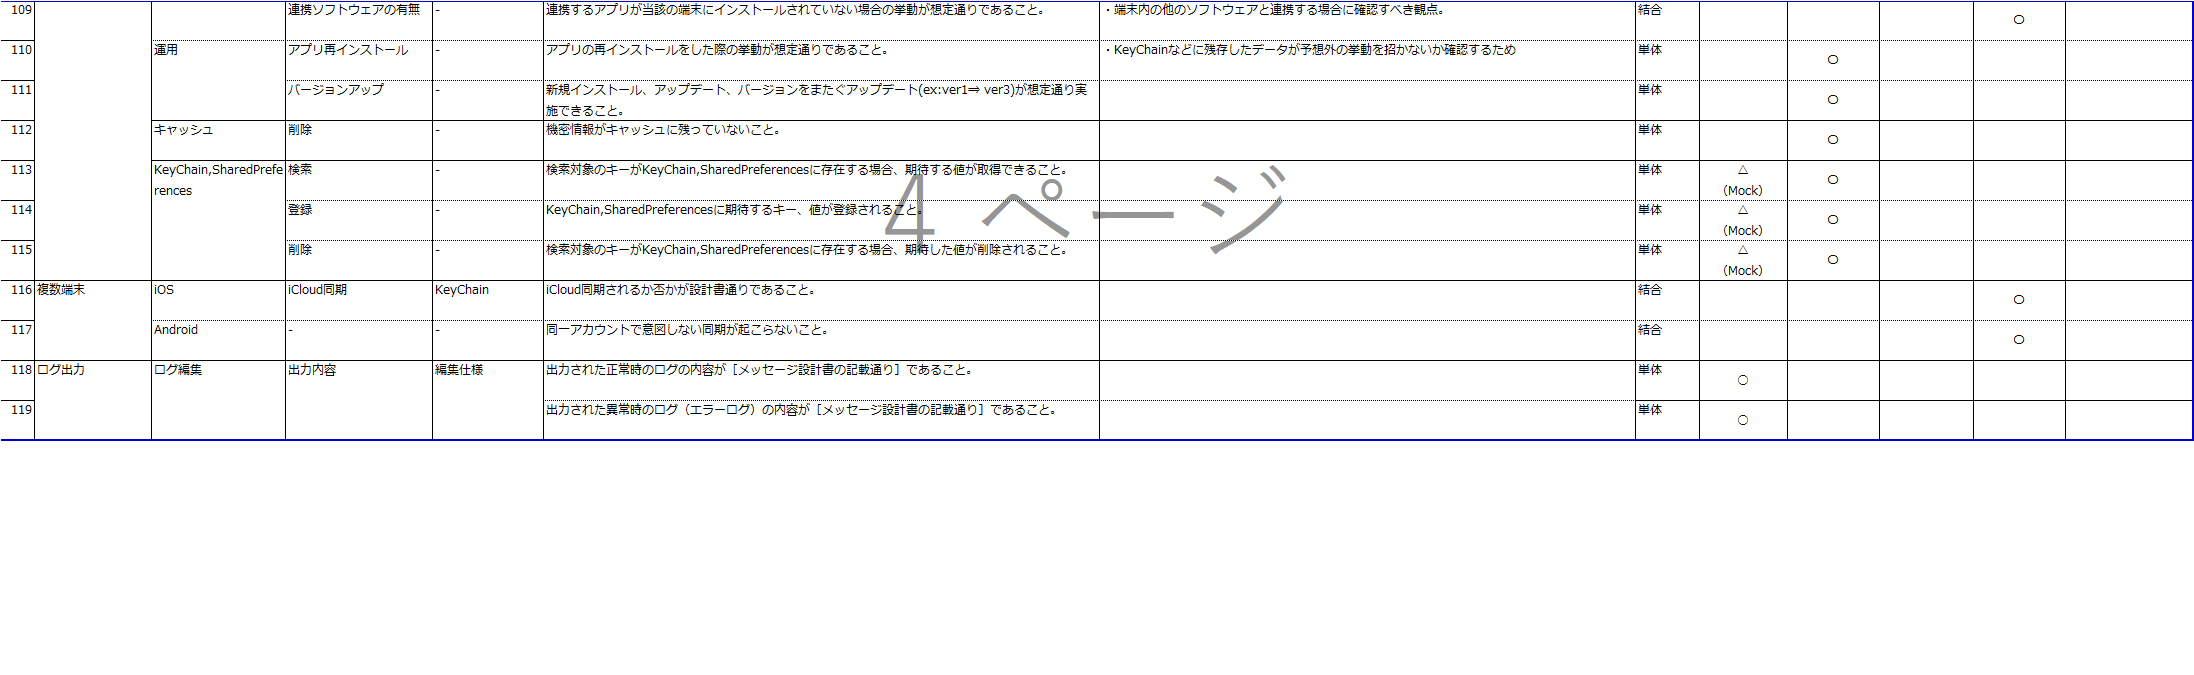 109 連携ソフトウェアの有無 - 連携するアプリが当該の端末にインストールされていない場合の挙動が想定通りであること。 ・端末内の他のソフトウェアと連携する場合に確認すべき観点。 結合 ○
110 運用 アプリ再インストール - アプリの再インストールをした際の挙動が想定通りであること。 ・KeyChainなどに残存したデータが予想外の挙動を招かないか確認するため 単体 ○
111 バージョンアップ - 新規インストール、アップデート、バージョンをまたぐアップデート(ex:ver1⇒ ver3)が想定通り実
施できること。 単体 ○
112 キャッシュ 削除 - 機密情報がキャッシュに残っていないこと。 単体 ○
113 KeyChain,SharedPrefe
rences 検索 - 検索対象のキーがKeyChain,SharedPreferencesに存在する場合、期待する値が取得できること。 単体 △
（Mock） ○
114 登録 - KeyChain,SharedPreferencesに期待するキー、値が登録されること。 単体 △
（Mock） ○
115 削除 - 検索対象のキーがKeyChain,SharedPreferencesに存在する場合、期待した値が削除されること。 単体 △
（Mock） ○
4 ページ
116 複数端末 iOS iCloud同期 KeyChain iCloud同期されるか否かが設計書通りであること。 結合 ○
117 Android - - 同一アカウントで意図しない同期が起こらないこと。 結合 ○
118 ログ出力 ログ編集 出力内容 編集仕様 出力された正常時のログの内容が［メッセージ設計書の記載通り］であること。 単体 ○
119 出力された異常時のログ（エラーログ）の内容が［メッセージ設計書の記載通り］であること。 単体 ○